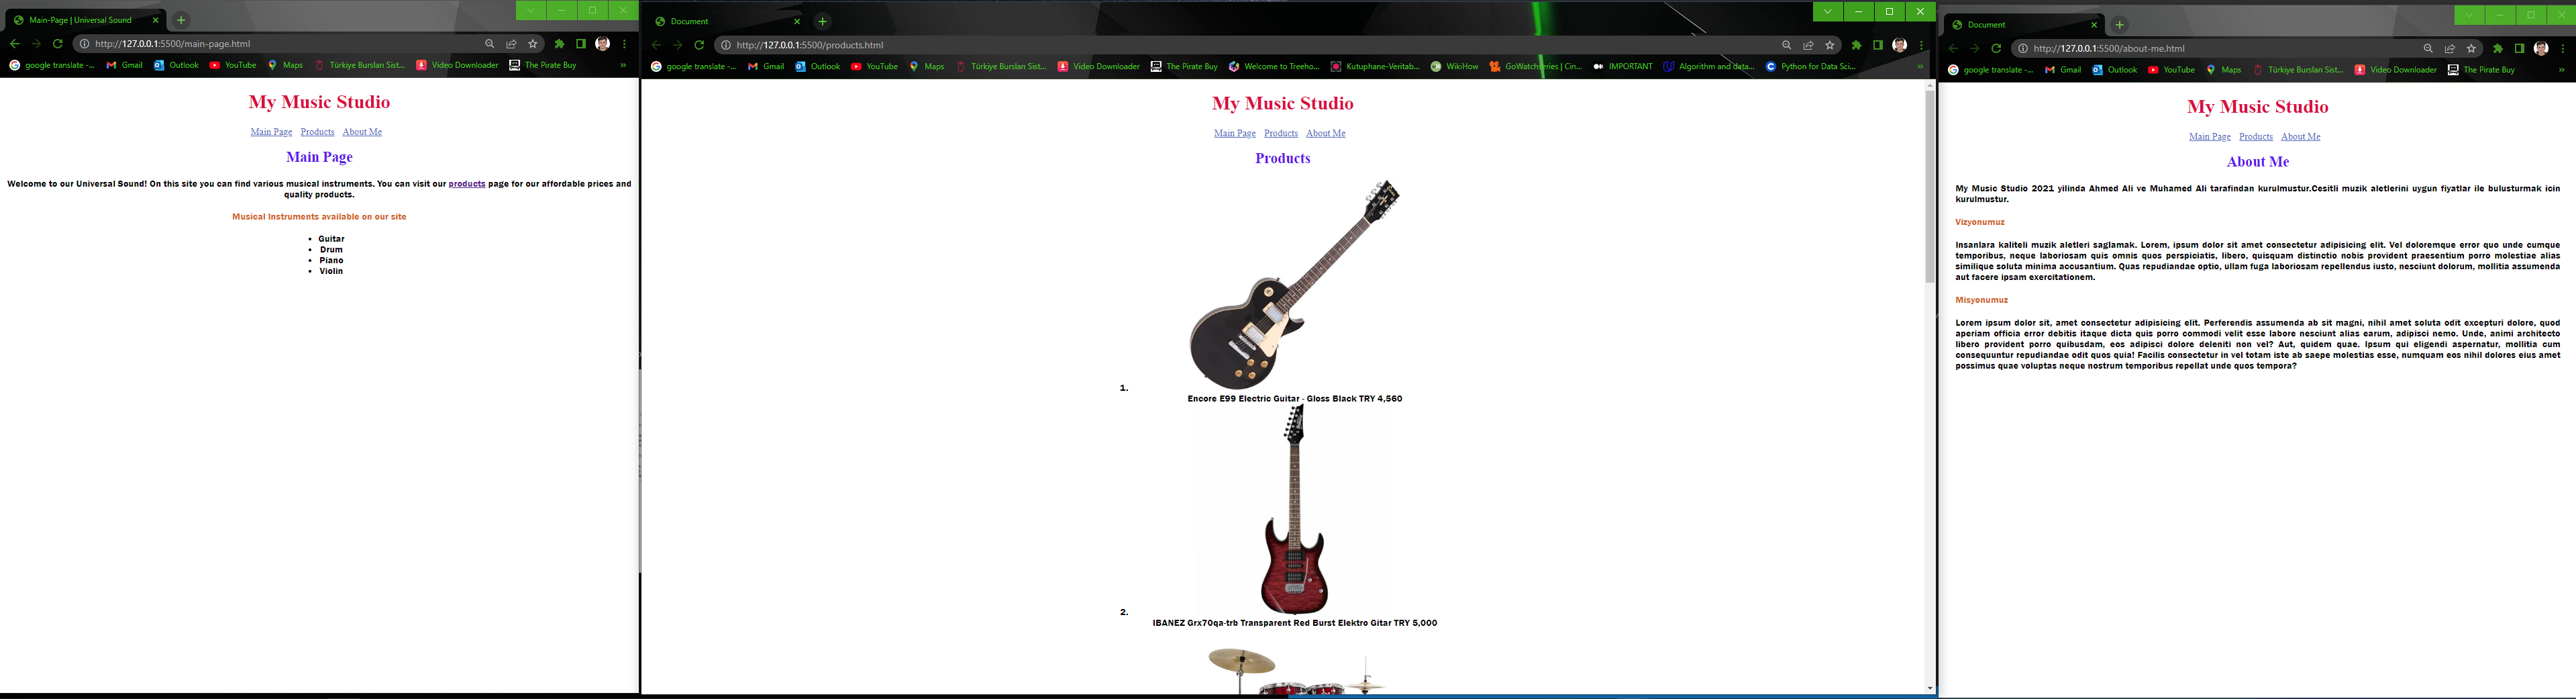 Main-Page | Universal Sound
http://127.0.0.1:5500/main-page.html
google translate -... Gmail Outlook YouTube Maps Türkiye Bursları Sist... Video Downloader The Pirate Buy »
My Music Studio
Main Page Products About Me
Main Page
Welcome to our Universal Sound! On this site you can find various musical instruments. You can visit our products page for our affordable prices and
quality products.
Musical Instruments available on our site
• Guitar
• Drum
• Piano
• Violin
Document
http://127.0.0.1:5500/products.html
google translate -... Gmail Outlook YouTube Maps Türkiye Bursları Sist... Video Downloader The Pirate Buy Welcome to Treeho... Kutuphane-Veritab... WikiHow GoWatchSeries | Cin... IMPORTANT Algorithm and data... Python for Data Sci... »
My Music Studio
Main Page Products About Me
Products
1.
Encore E99 Electric Guitar - Gloss Black TRY 4,560
2.
IBANEZ Grx70qa-trb Transparent Red Burst Elektro Gitar TRY 5,000
Document
http://127.0.0.1:5500/about-me.html
google translate -... Gmail Outlook YouTube Maps Türkiye Bursları Sist... Video Downloader The Pirate Buy »
My Music Studio
Main Page Products About Me
About Me
My Music Studio 2021 yilinda Ahmed Ali ve Muhamed Ali tarafindan kurulmustur.Cesitli muzik aletlerini uygun fiyatlar ile bulusturmak icin
kurulmustur.
Vizyonumuz
Insanlara kaliteli muzik aletleri saglamak. Lorem, ipsum dolor sit amet consectetur adipisicing elit. Vel doloremque error quo unde cumque
temporibus, neque laboriosam quis omnis quos perspiciatis, libero, quisquam distinctio nobis provident praesentium porro molestiae alias
similique soluta minima accusantium. Quas repudiandae optio, ullam fuga laboriosam repellendus iusto, nesciunt dolorum, mollitia assumenda
aut facere ipsam exercitationem.
Misyonumuz
Lorem ipsum dolor sit, amet consectetur adipisicing elit. Perferendis assumenda ab sit magni, nihil amet soluta odit excepturi dolore, quod
aperiam officia error debitis itaque dicta quis porro commodi velit esse labore nesciunt alias earum, adipisci nemo. Unde, animi architecto
libero provident porro quibusdam, eos adipisci dolore deleniti non vel? Aut, quidem quae. Ipsum qui eligendi aspernatur, mollitia cum
consequuntur repudiandae odit quos quia! Facilis consectetur in vel totam iste ab saepe molestias esse, numquam eos nihil dolores eius amet
possimus quae voluptas neque nostrum temporibus repellat unde quos tempora?